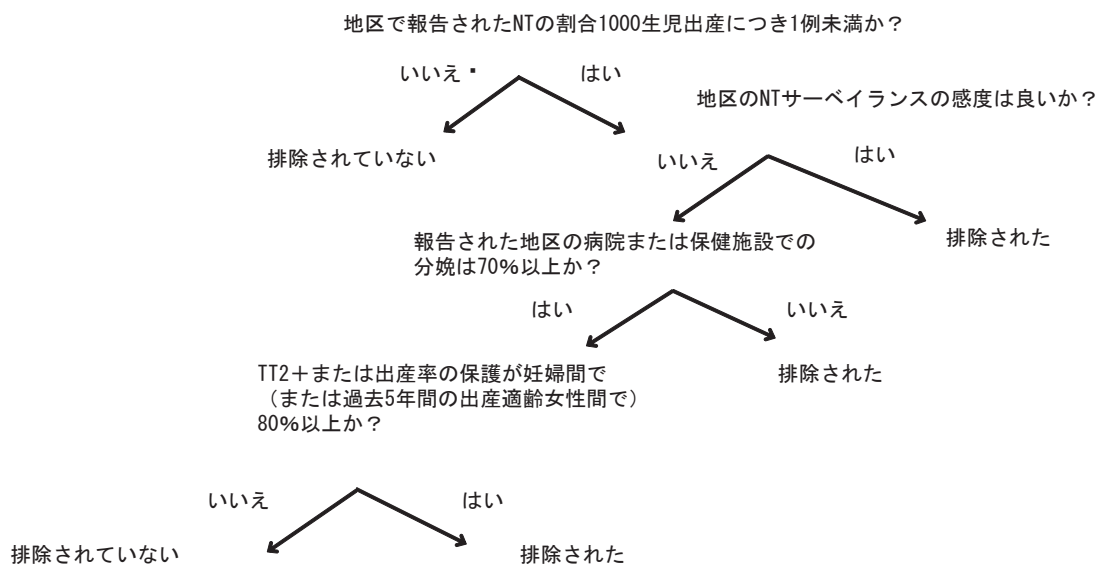 地区で報告されたNTの割合1000生児出産につき1例未満か？
いいえ
はい
地区のNTサーベイランスの感度は良いか？
排除されていない
いいえ
はい
報告された地区の病院または保健施設での
分娩は70%以上か？
排除された
はい
いいえ
TT2＋または出産率の保護が妊婦間で
（または過去5年間の出産適齢女性間で）
80%以上か？
排除された
いいえ
はい
排除されていない
排除された